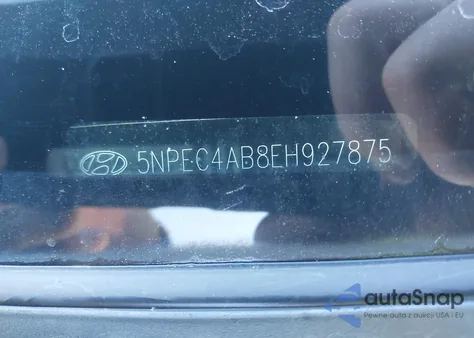 5NPEC4AB8EH927875
autaSnap
Pewne auta z aukcji USA i EU